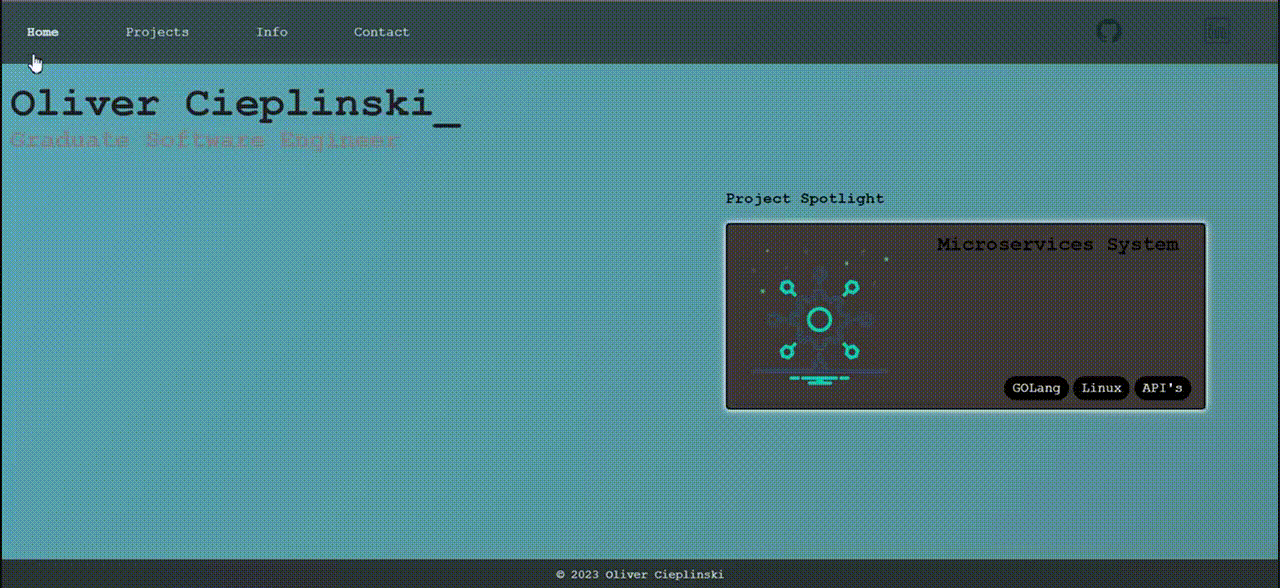 Home Projects Info Contact
Oliver Cieplinski_
Graduate Software Engineer
Project Spotlight
Microservices System
GOLang Linux API's
© 2023 Oliver Cieplinski